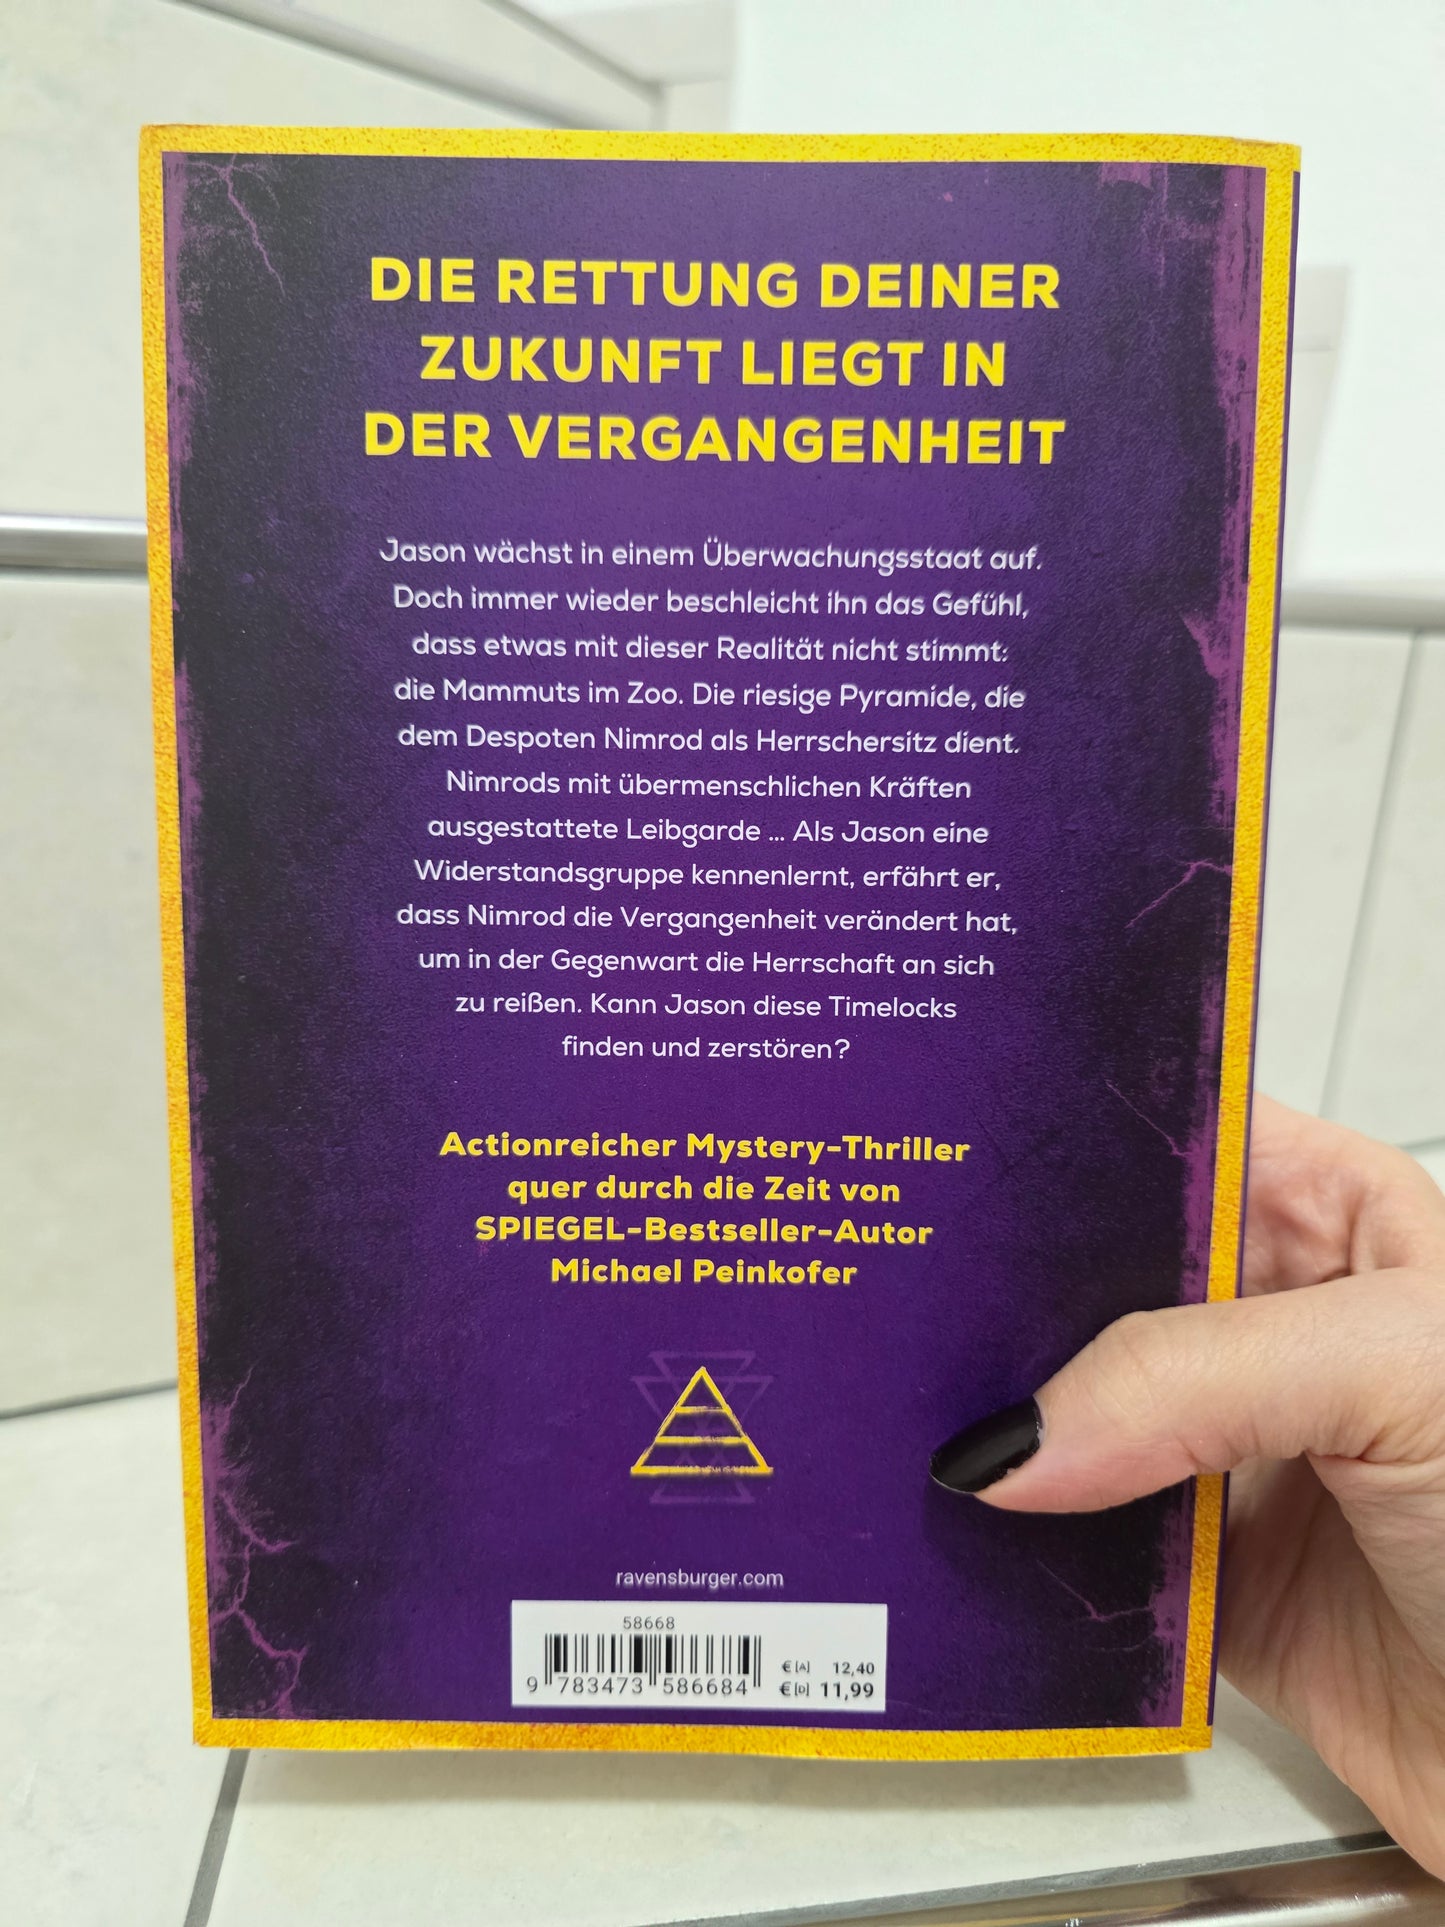 DIE RETTUNG DEINER
ZUKUNFT LIEGT IN
DER VERGANGENHEIT
Jason wächst in einem Überwachungsstaat auf.
Doch immer wieder beschleicht ihn das Gefühl,
dass etwas mit dieser Realität nicht stimmt:
die Mammuts im Zoo. Die riesige Pyramide, die
dem Despoten Nimrod als Herrschersitz dient.
Nimrods mit übermenschlichen Kräften
ausgestattete Leibgarde ... Als Jason eine
Widerstandsgruppe kennenlernt, erfährt er,
dass Nimrod die Vergangenheit verändert hat,
um in der Gegenwart die Herrschaft an sich
zu reißen. Kann Jason diese Timelocks
finden und zerstören?
Actionreicher Mystery-Thriller
quer durch die Zeit von
SPIEGEL-Bestseller-Autor
Michael Peinkofer
ravensburger.com
58668
9 783473 586684
€ [A] 12,40
€ [D] 11,99